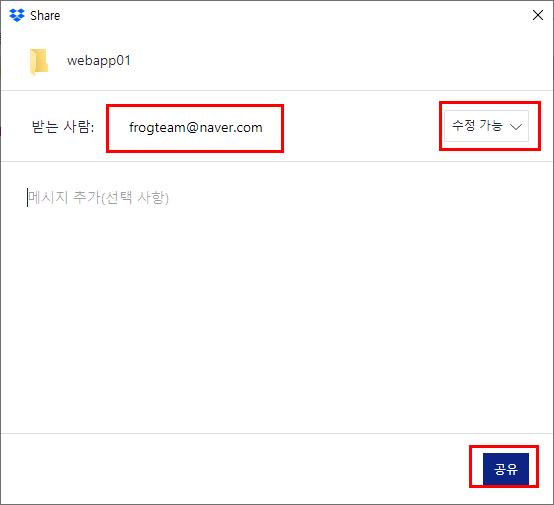 Share
webapp01
받는 사람: frogteam@naver.com 수정 가능
메시지 추가(선택 사항)
공유